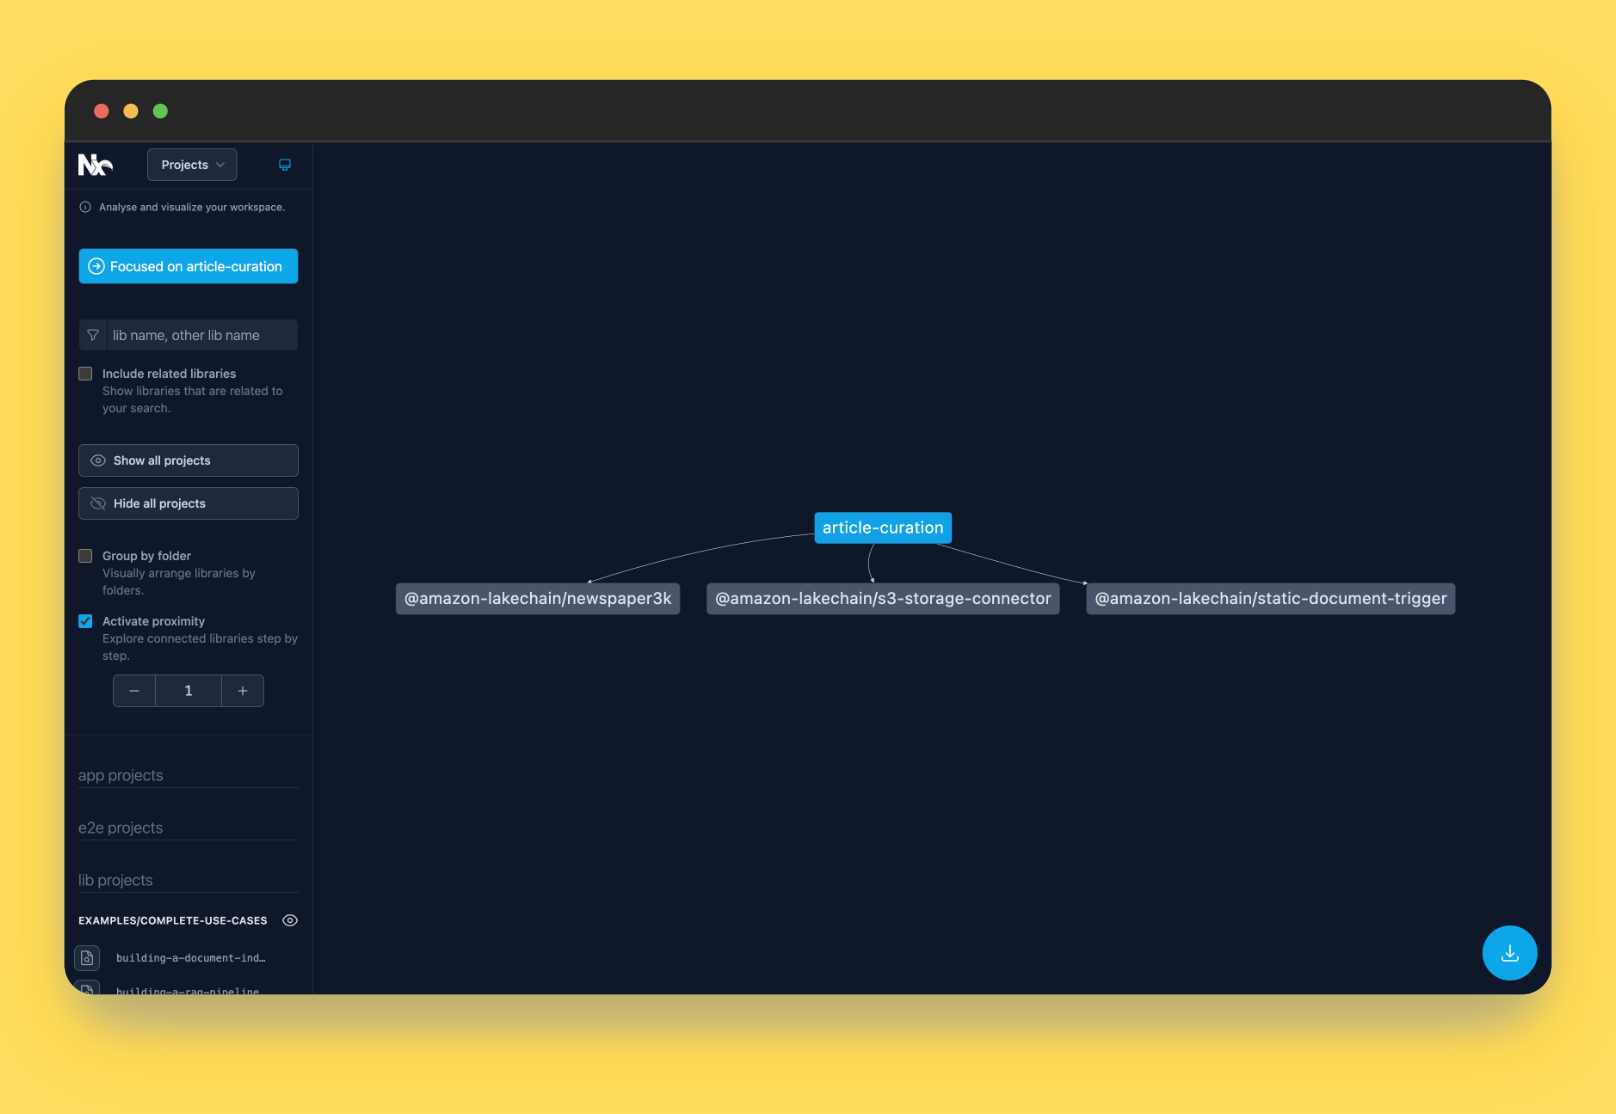 Nx
Projects
Analyse and visualize your workspace.
Focused on article-curation
lib name, other lib name
Include related libraries
Show libraries that are related to
your search.
Show all projects
Hide all projects
Group by folder
Visually arrange libraries by
folders.
Activate proximity
Explore connected libraries step by
step.
− 1 +
app projects
e2e projects
lib projects
EXAMPLES/COMPLETE-USE-CASES
building-a-document-ind…
building-a-rag-pipeline
article-curation
@amazon-lakechain/newspaper3k
@amazon-lakechain/s3-storage-connector
@amazon-lakechain/static-document-trigger